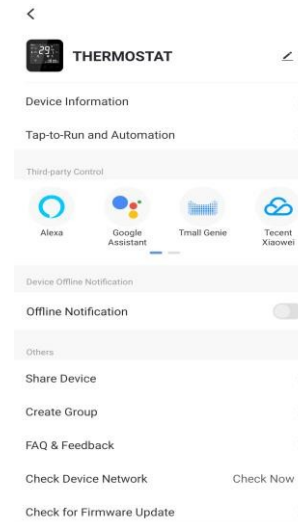 THERMOSTAT
Device Information
Tap-to-Run and Automation
Third-party Control
Alexa
Google Assistant
Tmall Genie
Tecent Xiaowei
Device Offline Notification
Offline Notification
Others
Share Device
Create Group
FAQ & Feedback
Check Device Network Check Now
Check for Firmware Update